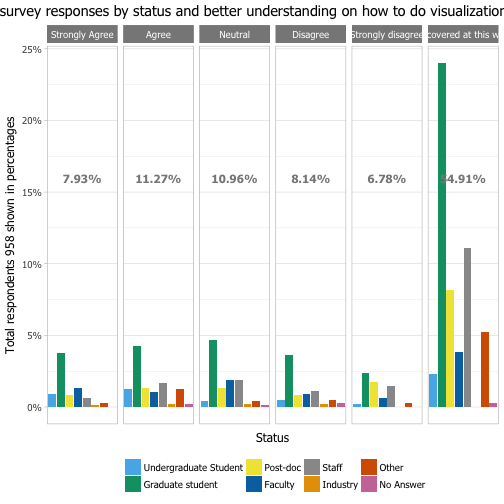 survey responses by status and better understanding on how to do visualization
Strongly Agree Agree Neutral Disagree Strongly disagree covered at this w
25%
20%
7.93% 11.27% 10.96% 8.14% 6.78% 54.91%
15%
10%
5%
0%
Total respondents 958 shown in percentages
Status
Undergraduate Student Post-doc Staff Other
Graduate student Faculty Industry No Answer